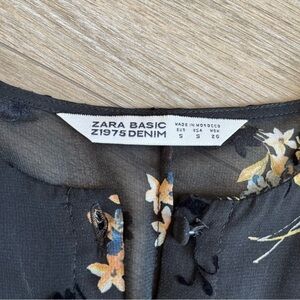 ZARA BASIC
Z1975 DENIM
MADE IN MOROCCO
EUR USA MEX
S S 26